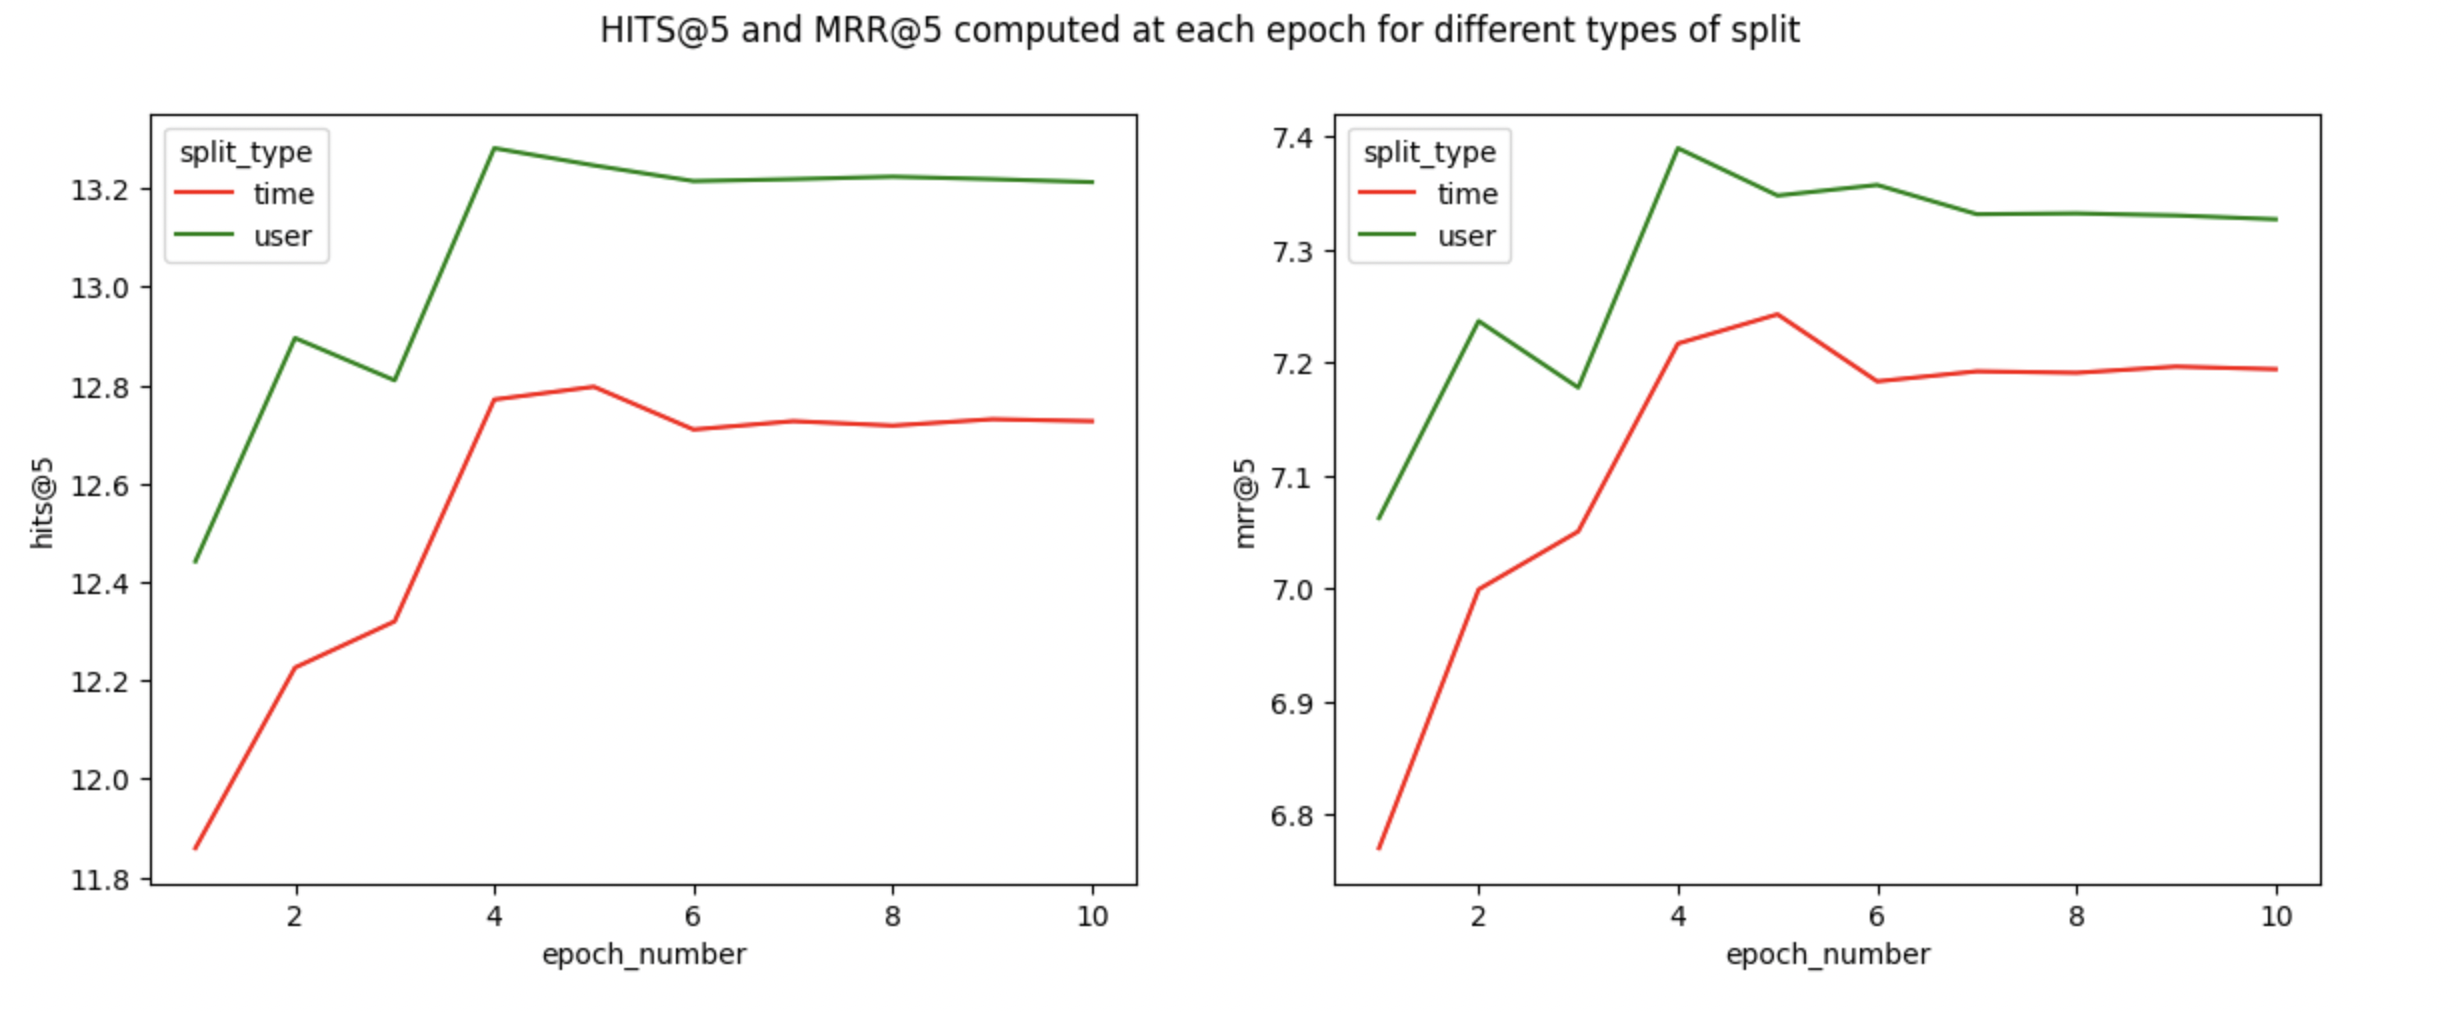 HITS@5 and MRR@5 computed at each epoch for different types of split
split_type
time
user
13.2
13.0
12.8
12.6
12.4
12.2
12.0
11.8
hits@5
2 4 6 8 10
epoch_number
split_type
time
user
7.4
7.3
7.2
7.1
7.0
6.9
6.8
mrr@5
2 4 6 8 10
epoch_number